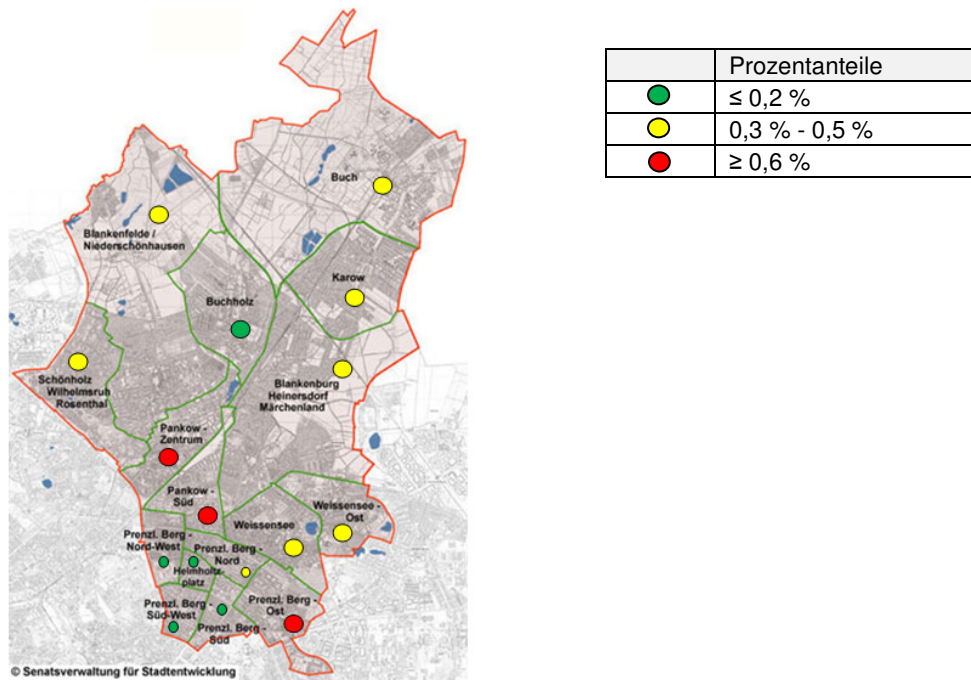 Prozentanteile
≤ 0,2 %
0,3 % - 0,5 %
≥ 0,6 %
Buch
Blankenfelde /
Niederschönhausen
Karow
Buchholz
Schönholz
Wilhelmsruh
Rosenthal
Blankenburg
Heinersdorf
Märchenland
Pankow -
Zentrum
Pankow -
Süd
Weissensee
Weissensee -
Ost
Prenzl. Berg -
Nord-West
Prenzl. Berg -
Nord
Helmholtz-
platz
Prenzl. Berg -
Süd-West
Prenzl. Berg -
Süd
Prenzl. Berg -
Ost
© Senatsverwaltung für Stadtentwicklung